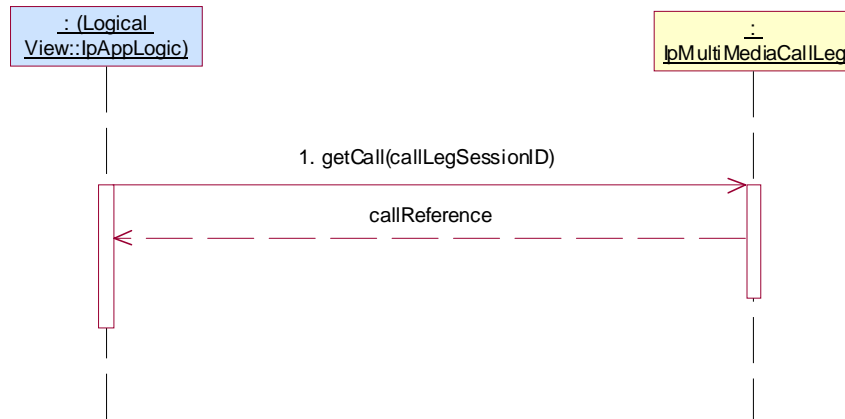 : (Logical
View::IpAppLogic)
:
IpMultiMediaCallLeg
1. getCall(callLegSessionID)
callReference